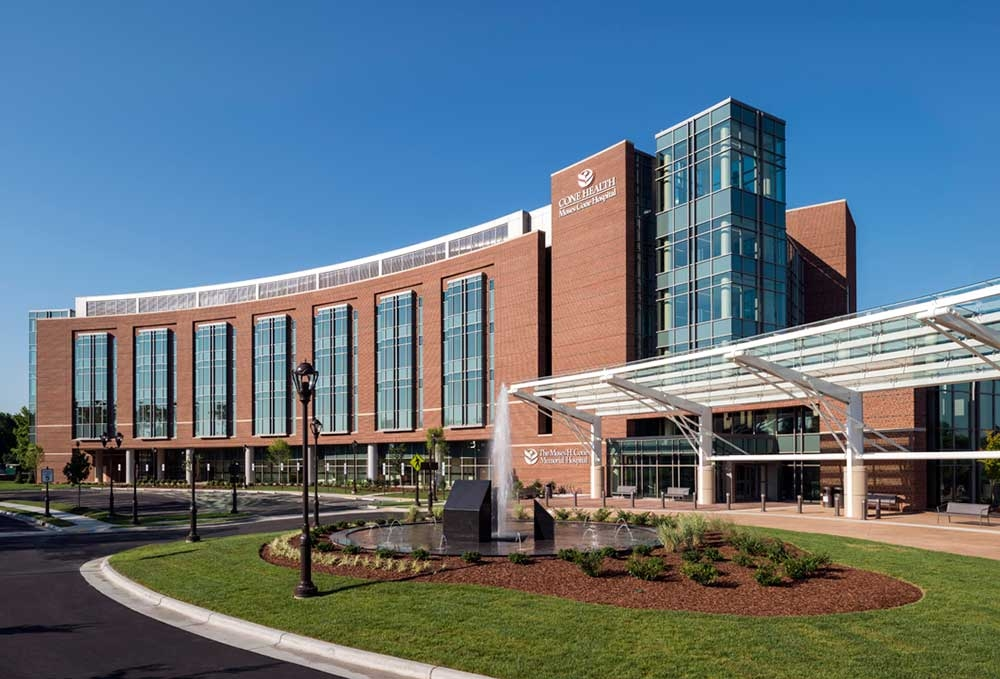 CONE HEALTH
Moses Cone Hospital
The Moses H. Cone
Memorial Hospital